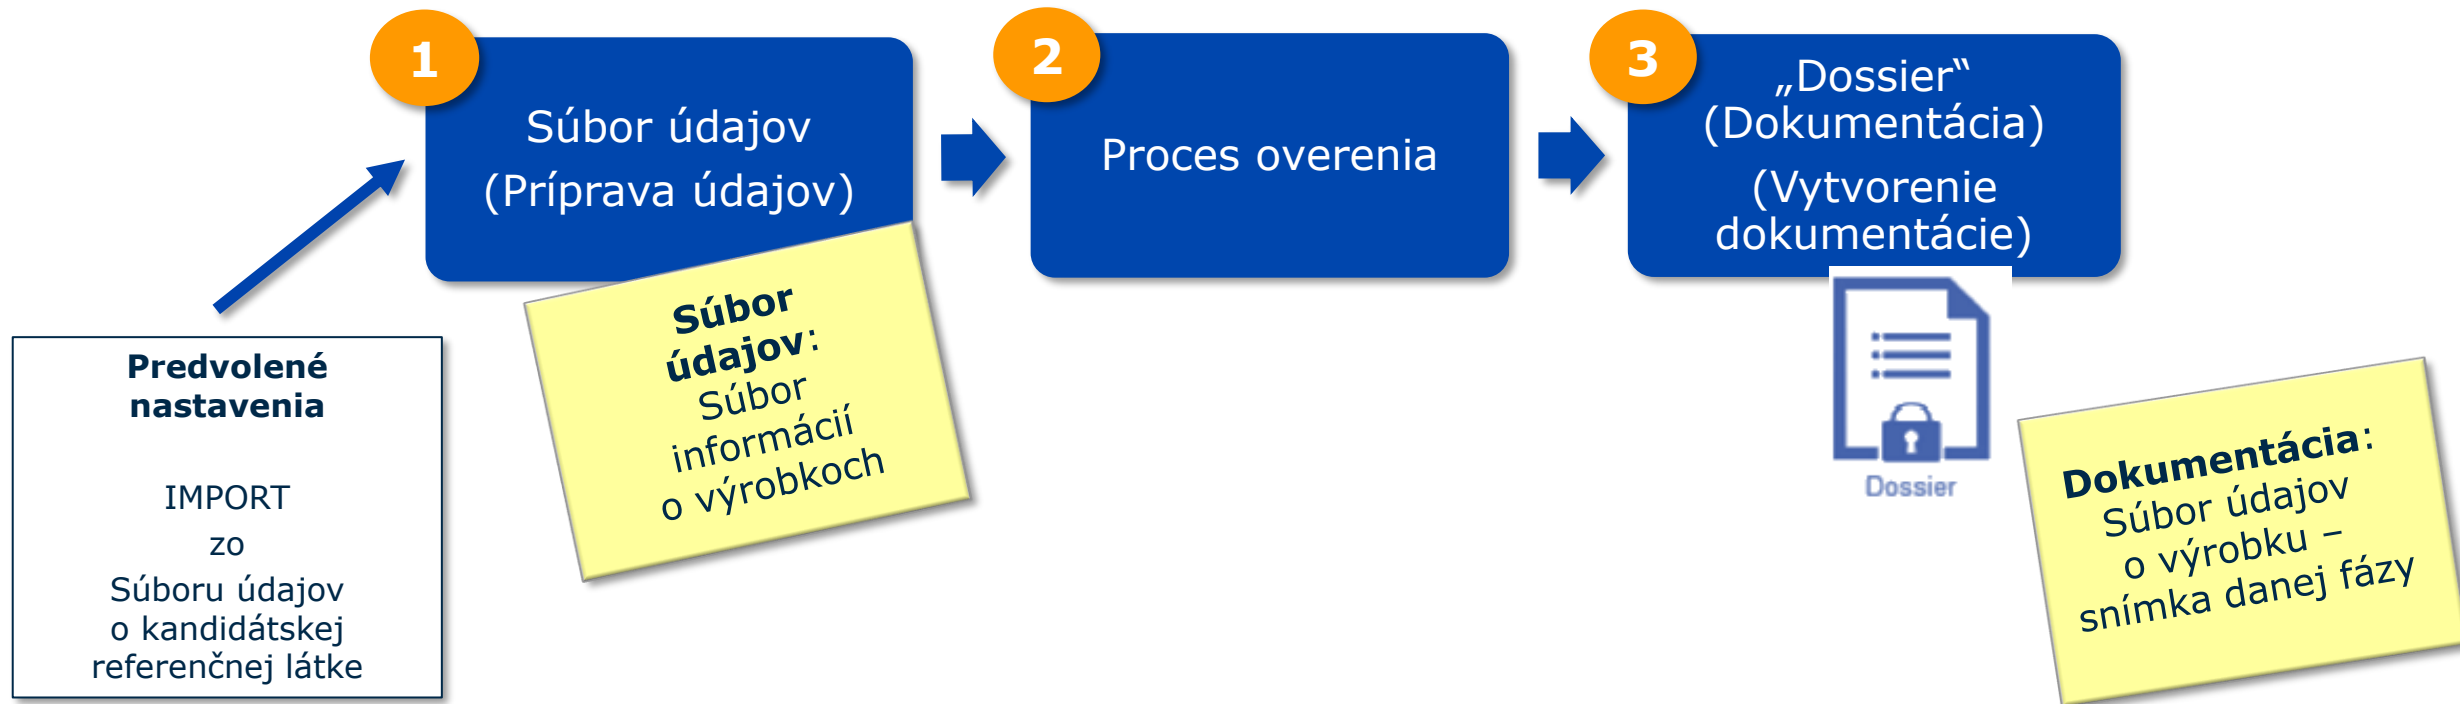 1
Súbor údajov
(Príprava údajov)
2
Proces overenia
3
„Dossier“
(Dokumentácia)
(Vytvorenie
dokumentácie)
Predvolené
nastavenia
IMPORT
zo
Súboru údajov
o kandidátskej
referenčnej látke
Súbor
údajov:
Súbor
informácií
o výrobkoch
Dossier
Dokumentácia:
Súbor údajov
o výrobku –
snímka danej fázy